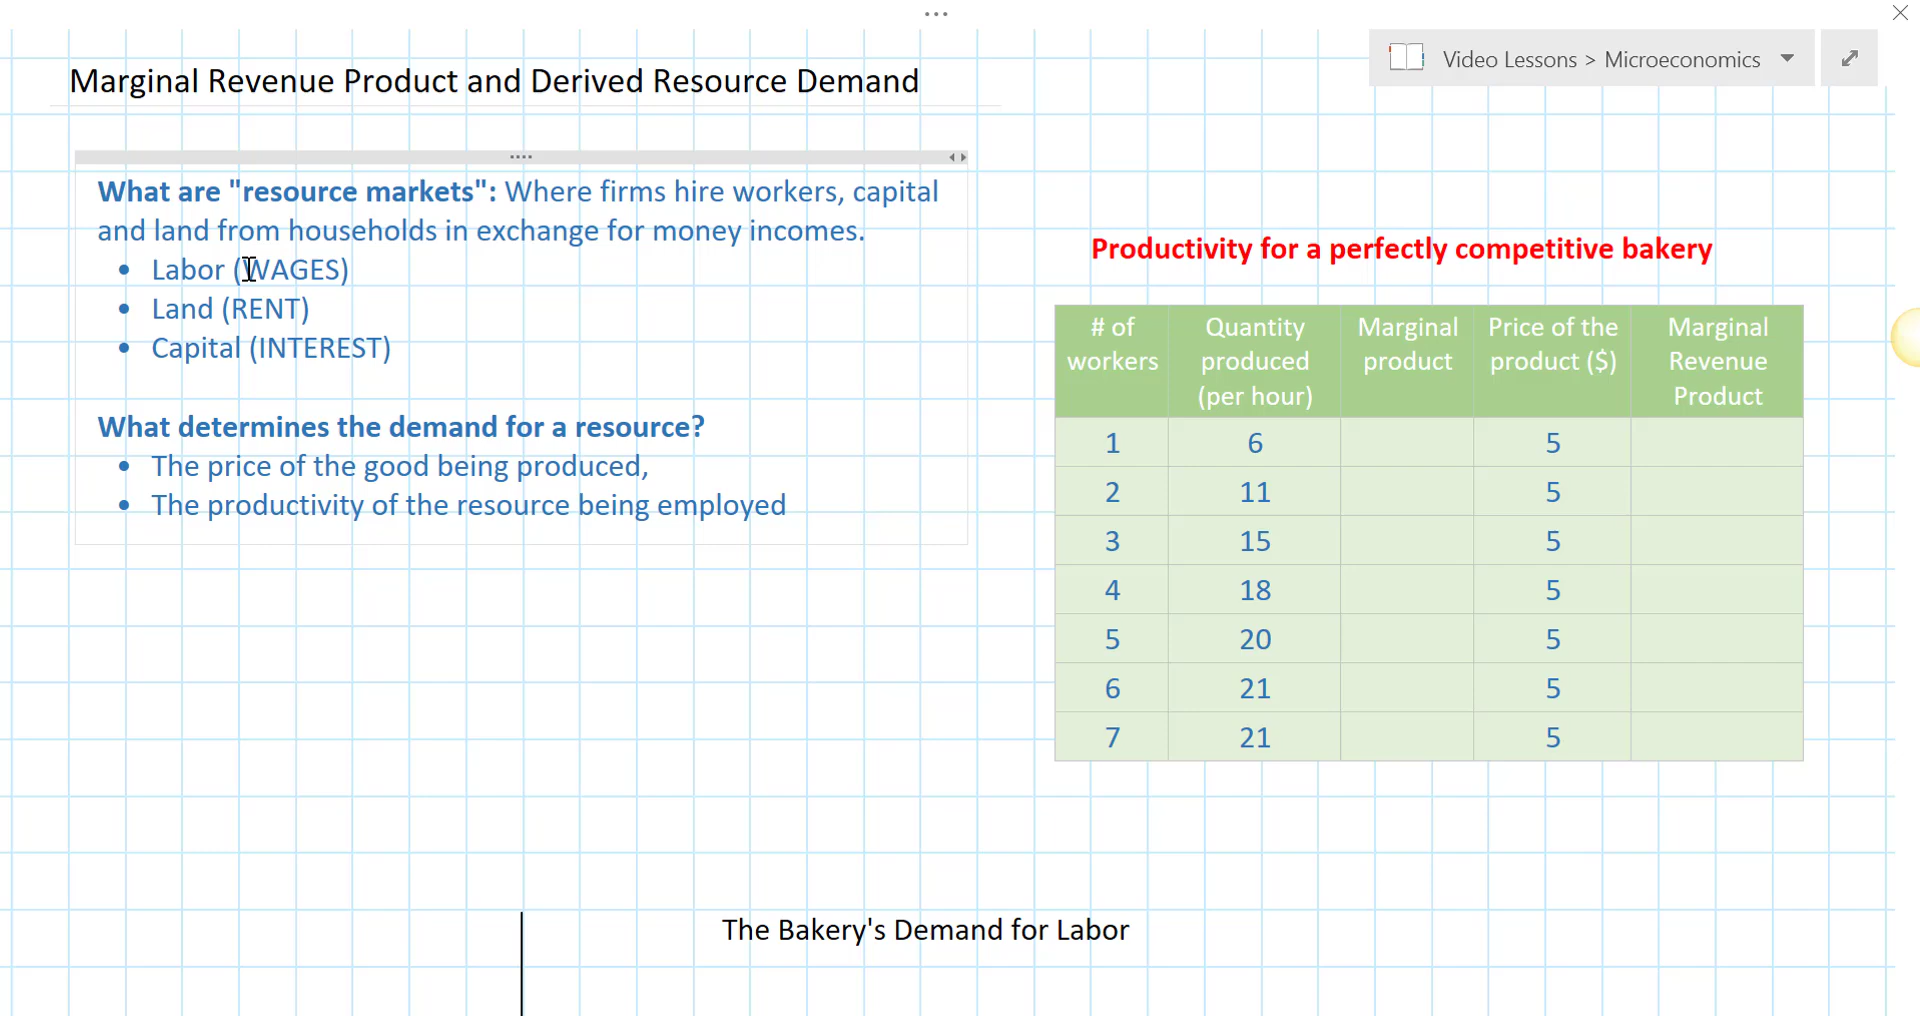 Video Lessons > Microeconomics
Marginal Revenue Product and Derived Resource Demand
What are "resource markets": Where firms hire workers, capital
and land from households in exchange for money incomes.
• Labor (WAGES)
• Land (RENT)
• Capital (INTEREST)
What determines the demand for a resource?
• The price of the good being produced,
• The productivity of the resource being employed
Productivity for a perfectly competitive bakery
# of workers Quantity produced (per hour) Marginal product Price of the product ($) Marginal Revenue Product
1 6 5
2 11 5
3 15 5
4 18 5
5 20 5
6 21 5
7 21 5
The Bakery's Demand for Labor